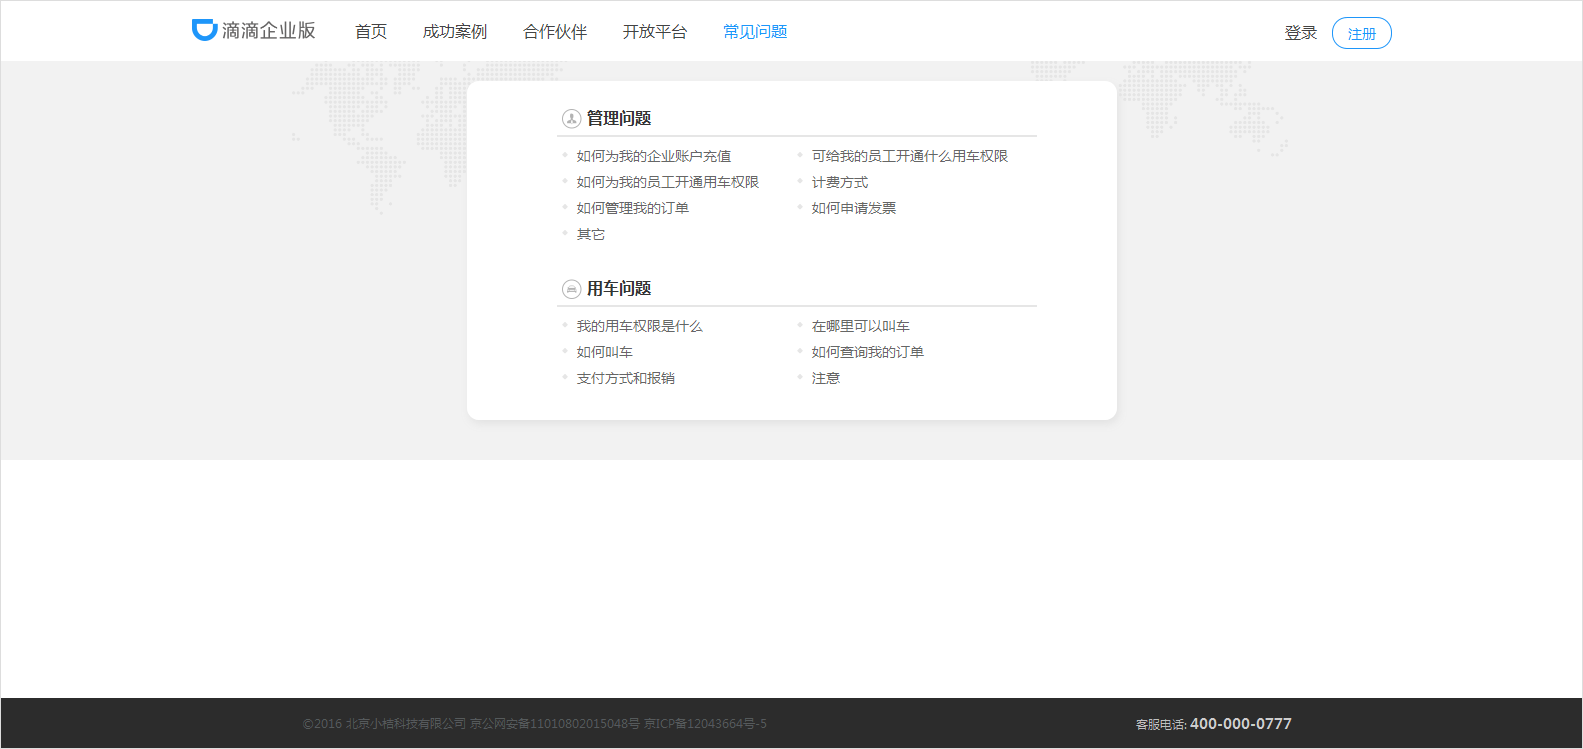 滴滴企业版 首页 成功案例 合作伙伴 开放平台 常见问题 登录 注册
管理问题
如何为我的企业账户充值 可给我的员工开通什么用车权限
如何为我的员工开通用车权限 计费方式
如何管理我的订单 如何申请发票
其它
用车问题
我的用车权限是什么 在哪里可以叫车
如何叫车 如何查询我的订单
支付方式和报销 注意
©2016 北京小桔科技有限公司 京公网安备11010802015048号 京ICP备12043664号-5 客服电话: 400-000-0777